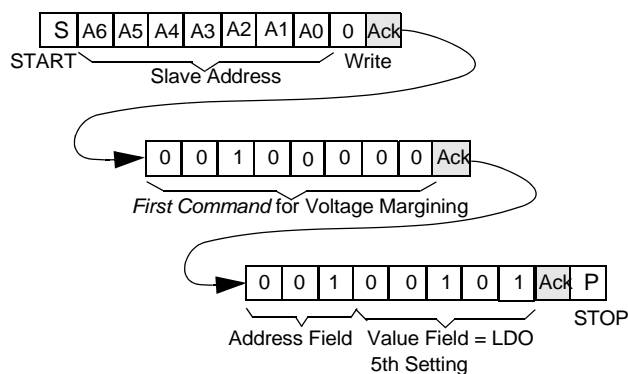 S A6 A5 A4 A3 A2 A1 A0 0 Ack
START Slave Address Write
0 0 1 0 0 0 0 0 Ack
First Command for Voltage Margining
0 0 1 0 0 1 0 1 Ack P
STOP
Address Field Value Field = LDO
5th Setting